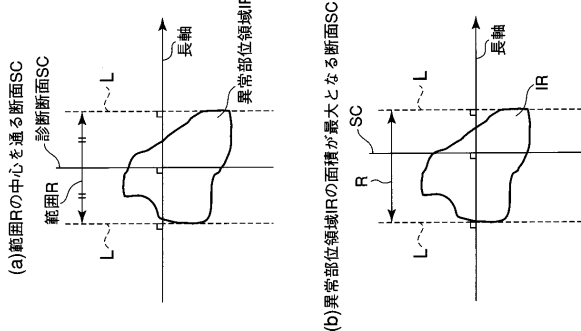 (a)範囲Rの中心を通る断面SC
診断断面SC
範囲R
L
L
長軸
異常部位領域IR
(b)異常部位領域IRの面積が最大となる断面SC
SC
R
L
L
長軸
IR